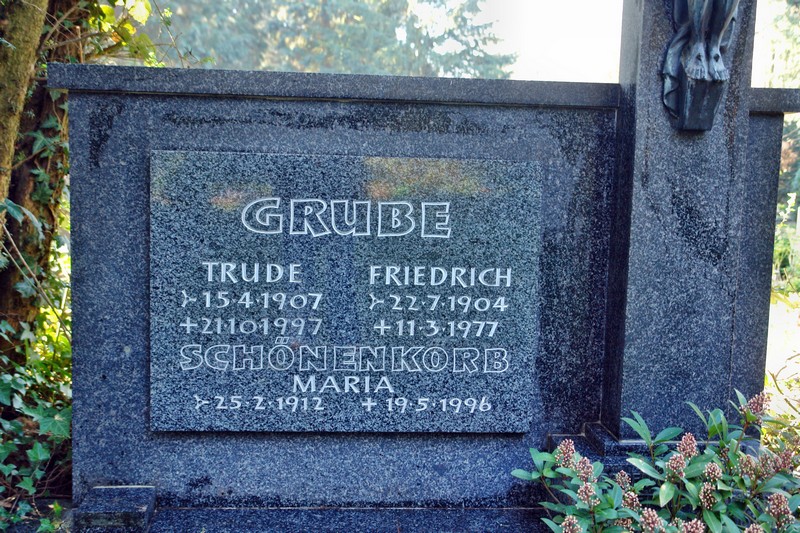 GRUBE
TRUDE FRIEDRICH
≻15·4·1907 ≻22·7·1904
+21·10·1997 +11·3·1977
SCHÖNENKORB
MARIA
≻25·2·1912 +19·5·1996